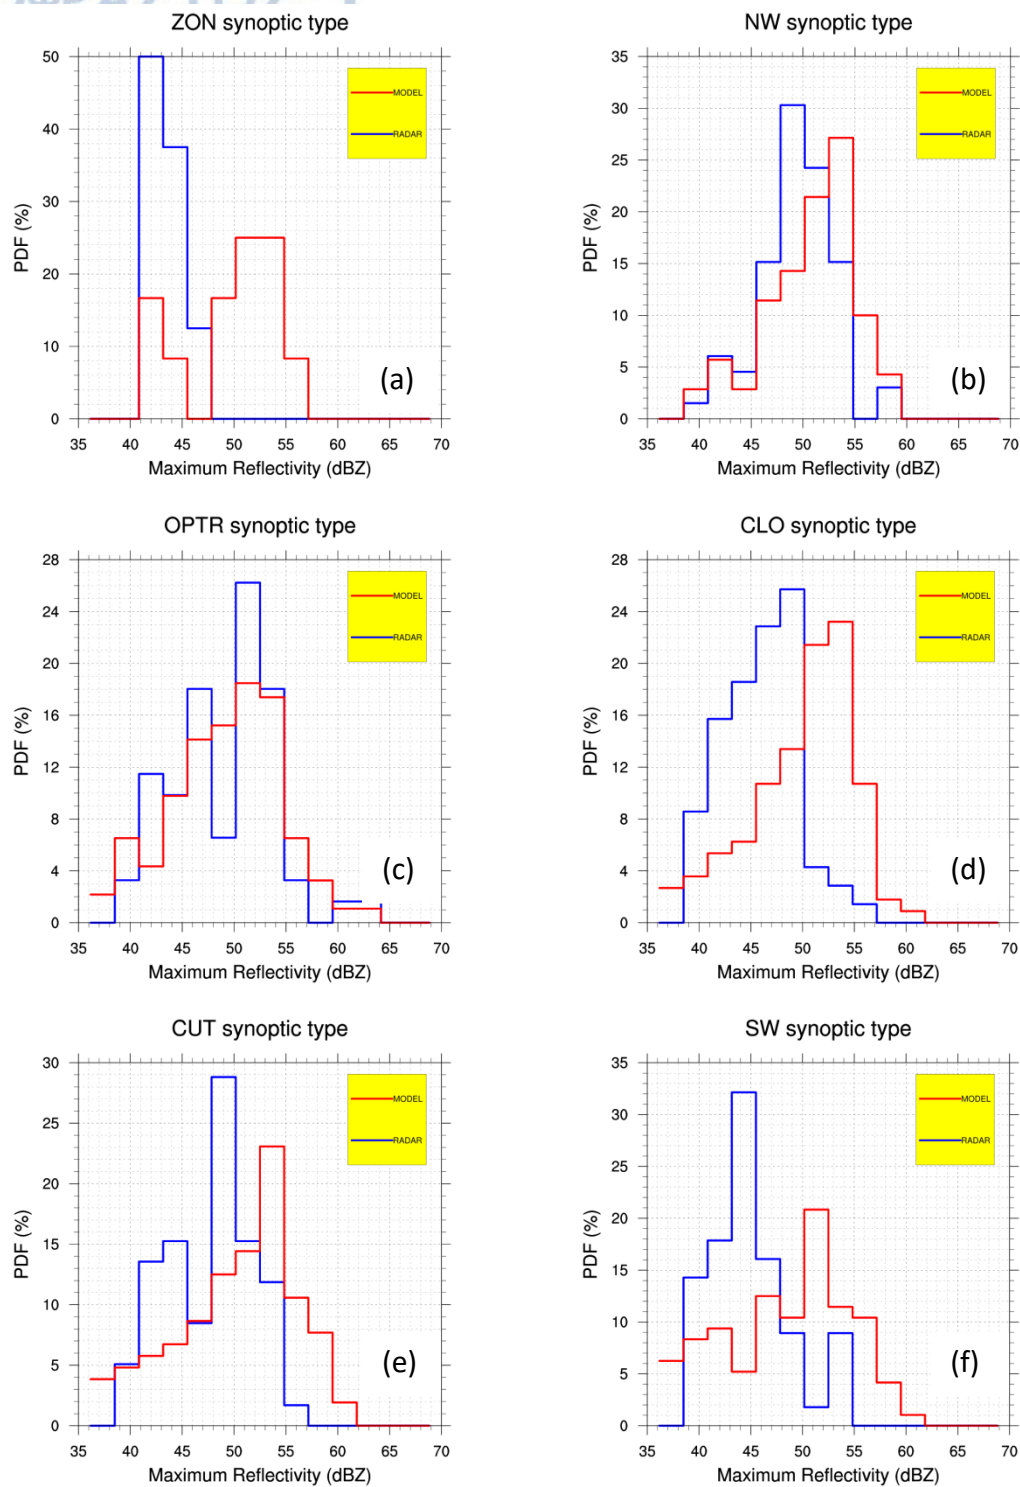 ZON synoptic type
50
40
30
20
10
0
PDF (%)
MODEL
RADAR
(a)
35 40 45 50 55 60 65 70
Maximum Reflectivity (dBZ)
NW synoptic type
35
30
25
20
15
10
5
0
PDF (%)
MODEL
RADAR
(b)
35 40 45 50 55 60 65 70
Maximum Reflectivity (dBZ)
OPTR synoptic type
28
24
20
16
12
8
4
0
PDF (%)
MODEL
RADAR
(c)
35 40 45 50 55 60 65 70
Maximum Reflectivity (dBZ)
CLO synoptic type
28
24
20
16
12
8
4
0
PDF (%)
MODEL
RADAR
(d)
35 40 45 50 55 60 65 70
Maximum Reflectivity (dBZ)
CUT synoptic type
30
25
20
15
10
5
0
PDF (%)
MODEL
RADAR
(e)
35 40 45 50 55 60 65 70
Maximum Reflectivity (dBZ)
SW synoptic type
35
30
25
20
15
10
5
0
PDF (%)
MODEL
RADAR
(f)
35 40 45 50 55 60 65 70
Maximum Reflectivity (dBZ)